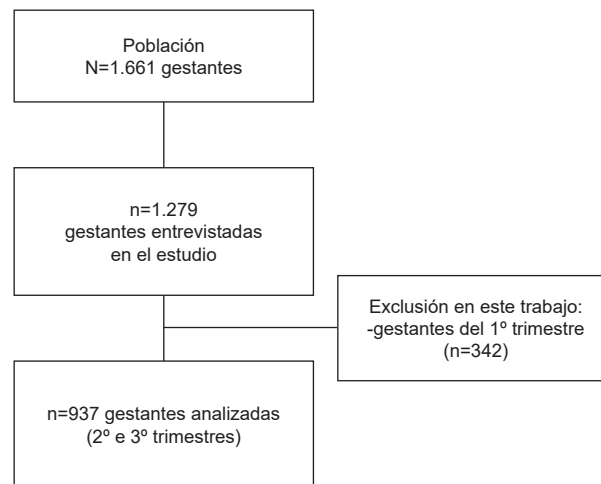 Población
N=1.661 gestantes
n=1.279
gestantes entrevistadas
en el estudio
Exclusión en este trabajo:
-gestantes del 1º trimestre
(n=342)
n=937 gestantes analizadas
(2º e 3º trimestres)